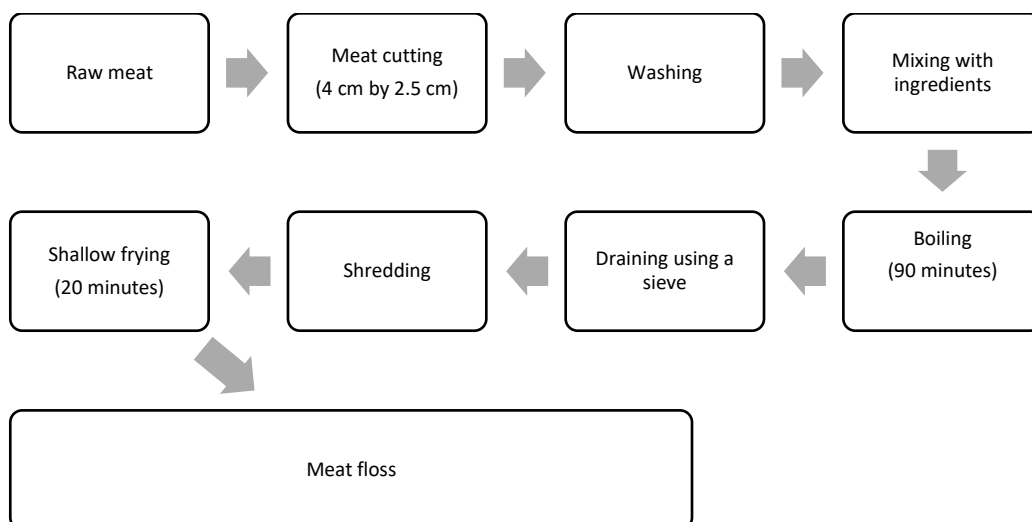 Raw meat
Meat cutting
(4 cm by 2.5 cm)
Washing
Mixing with
ingredients
Boiling
(90 minutes)
Draining using a
sieve
Shredding
Shallow frying
(20 minutes)
Meat floss